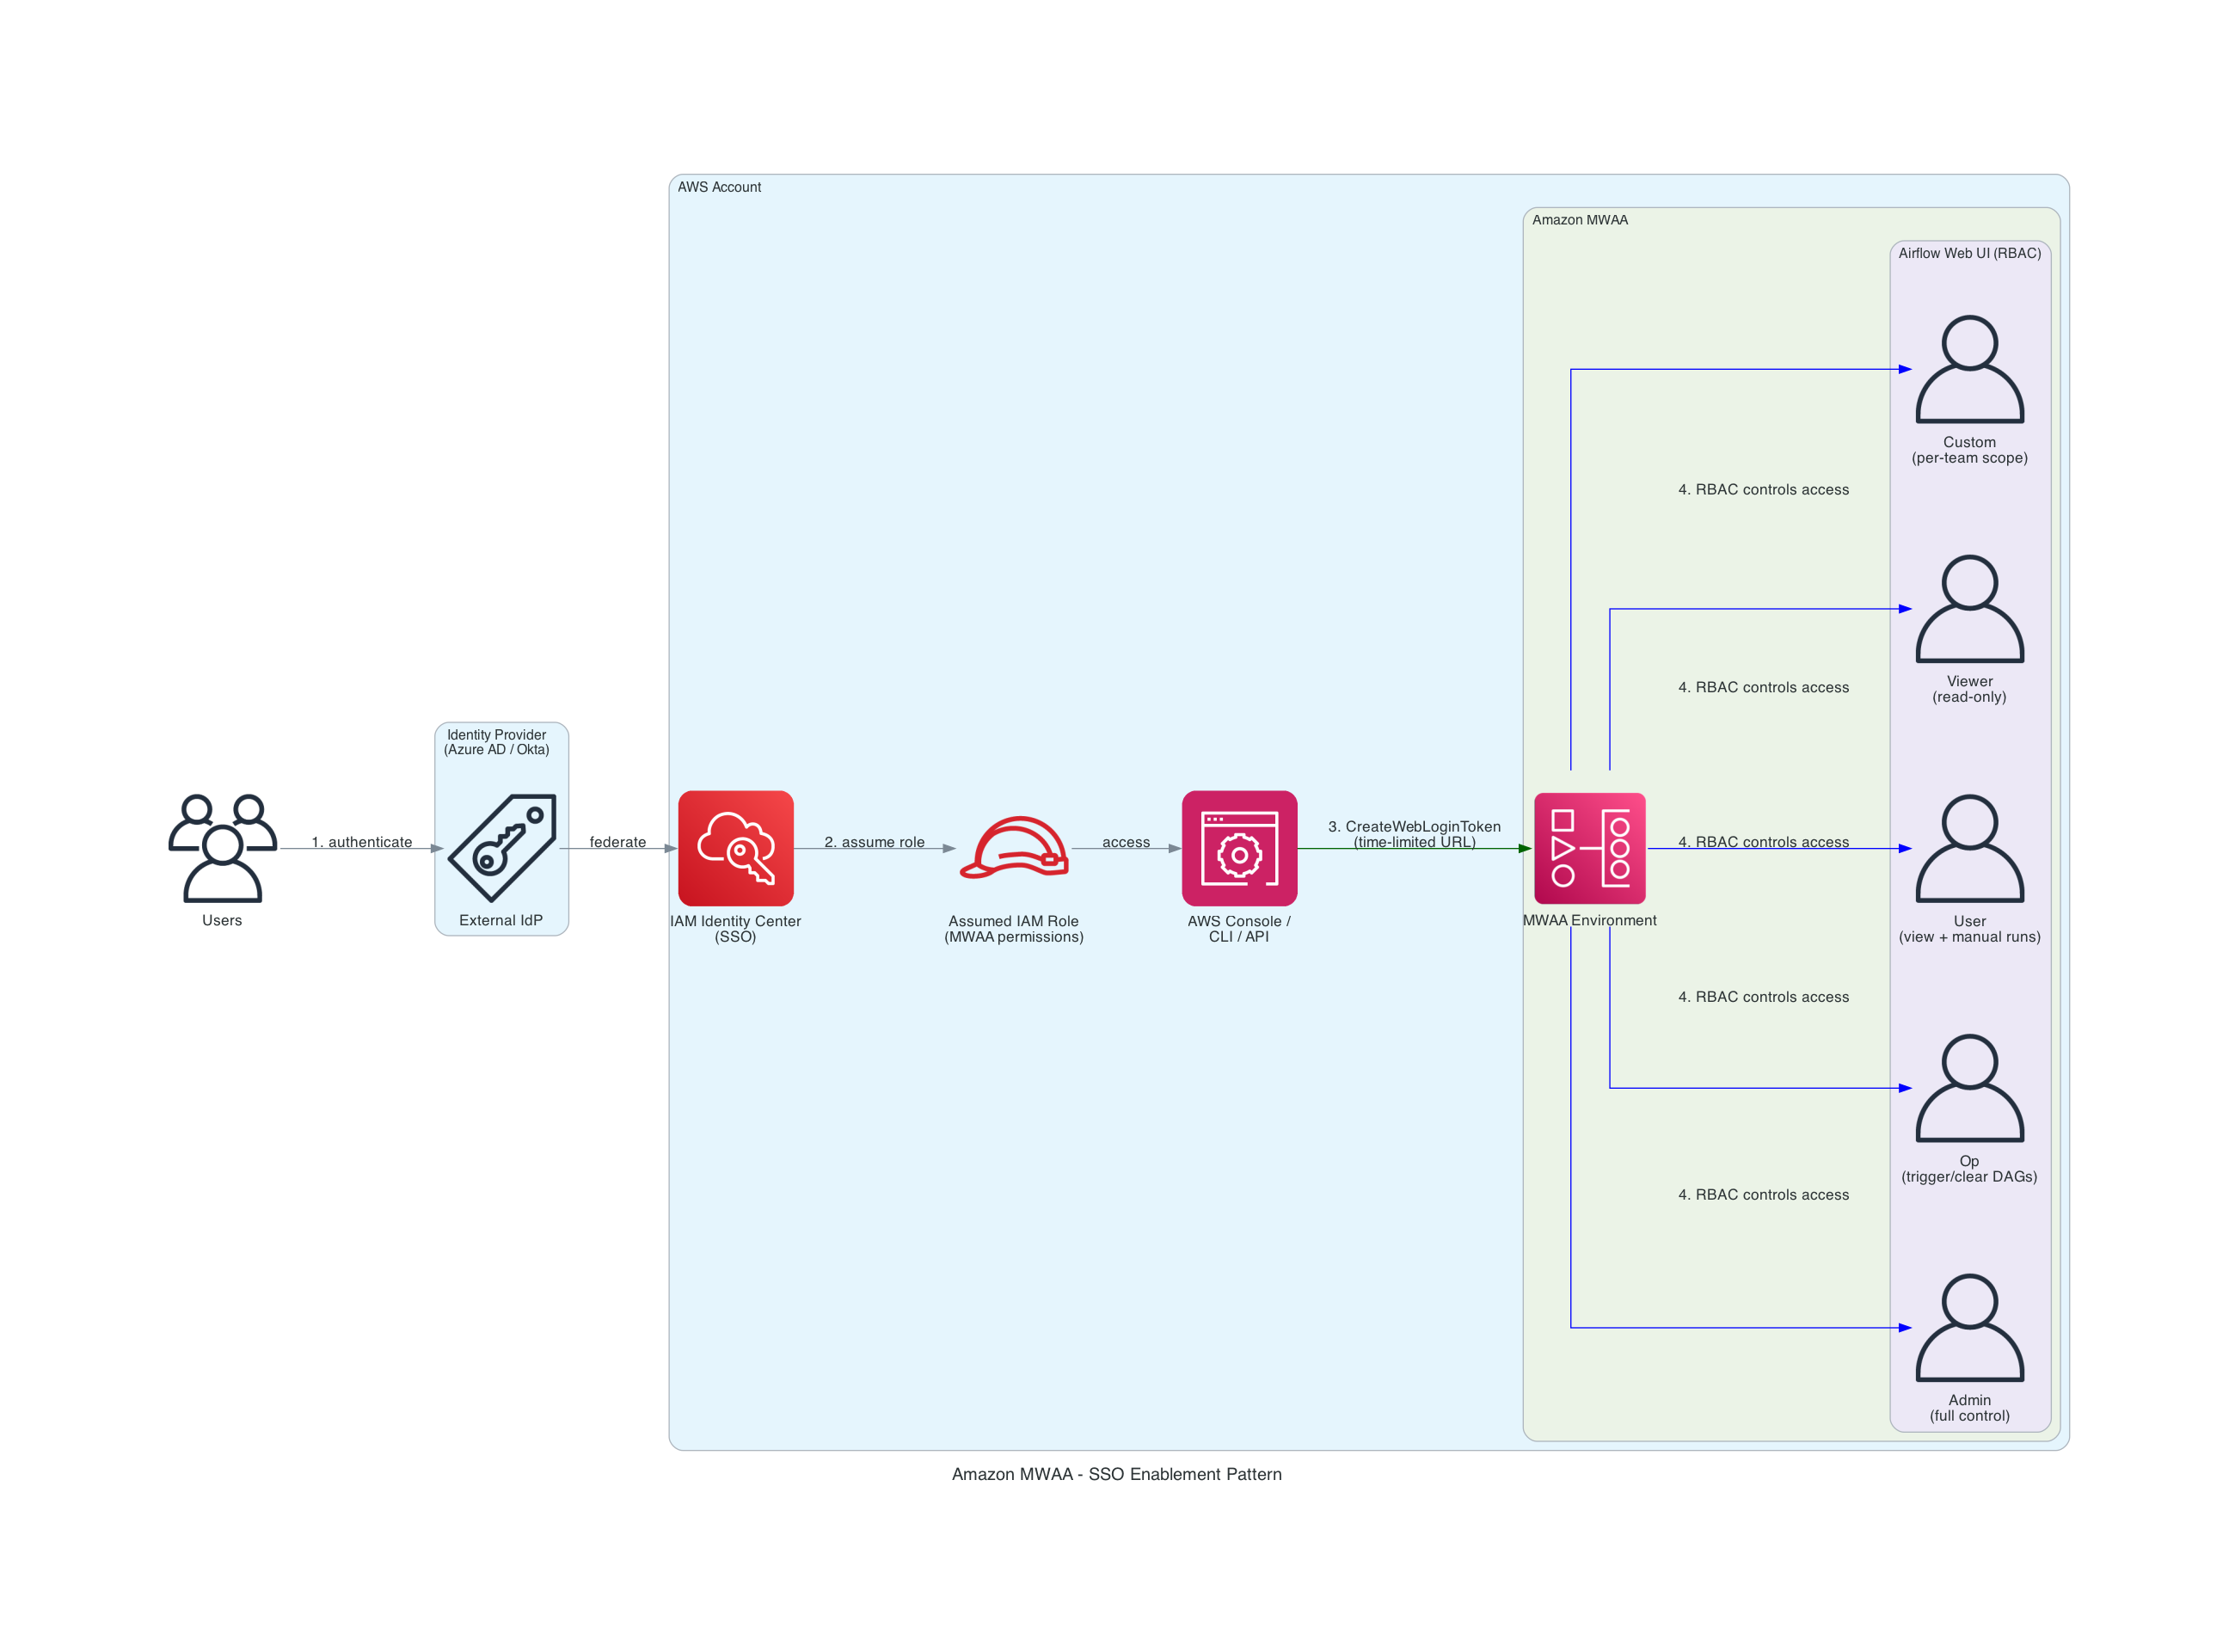 AWS Account
Amazon MWAA
Airflow Web UI (RBAC)
Custom
(per-team scope)
4. RBAC controls access
Viewer
(read-only)
4. RBAC controls access
Identity Provider
(Azure AD / Okta)
1. authenticate
federate
2. assume role
access
3. CreateWebLoginToken
(time-limited URL)
4. RBAC controls access
Users
External IdP
IAM Identity Center
(SSO)
Assumed IAM Role
(MWAA permissions)
AWS Console /
CLI / API
MWAA Environment
User
(view + manual runs)
4. RBAC controls access
Op
(trigger/clear DAGs)
4. RBAC controls access
Admin
(full control)
Amazon MWAA - SSO Enablement Pattern